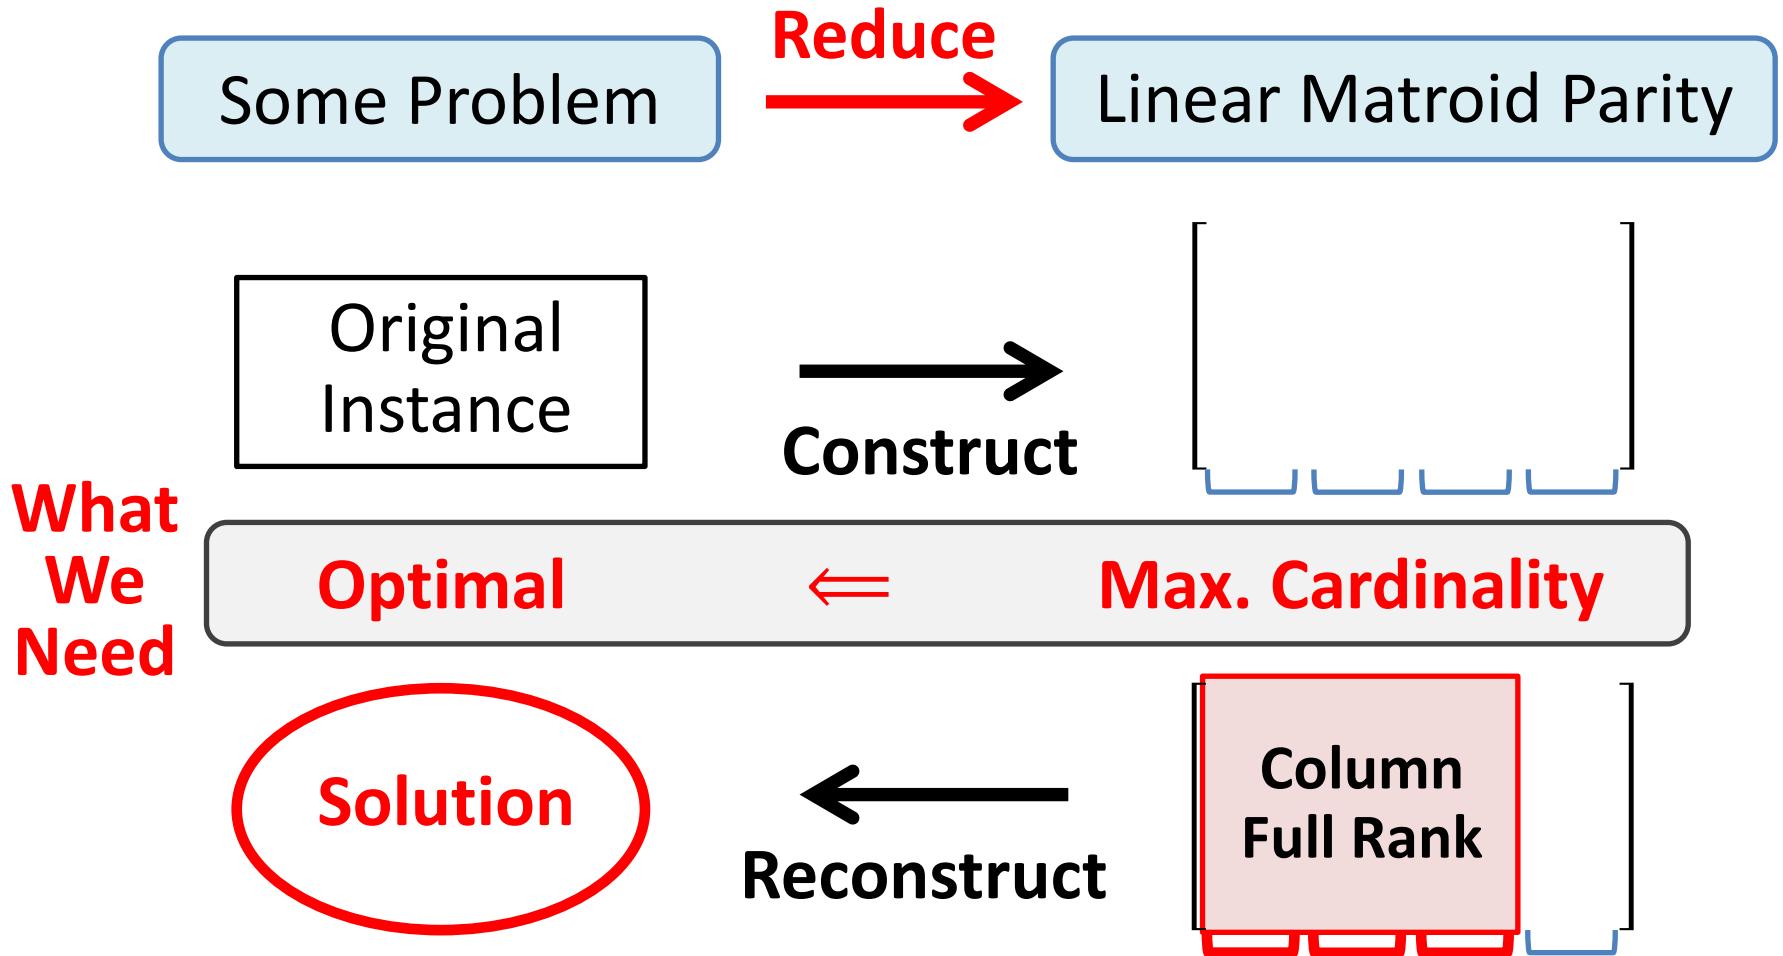 Reduce
Some Problem
Linear Matroid Parity
Original
Instance
Construct
What
We
Need
Optimal ⇐ Max. Cardinality
Solution
Reconstruct
Column
Full Rank